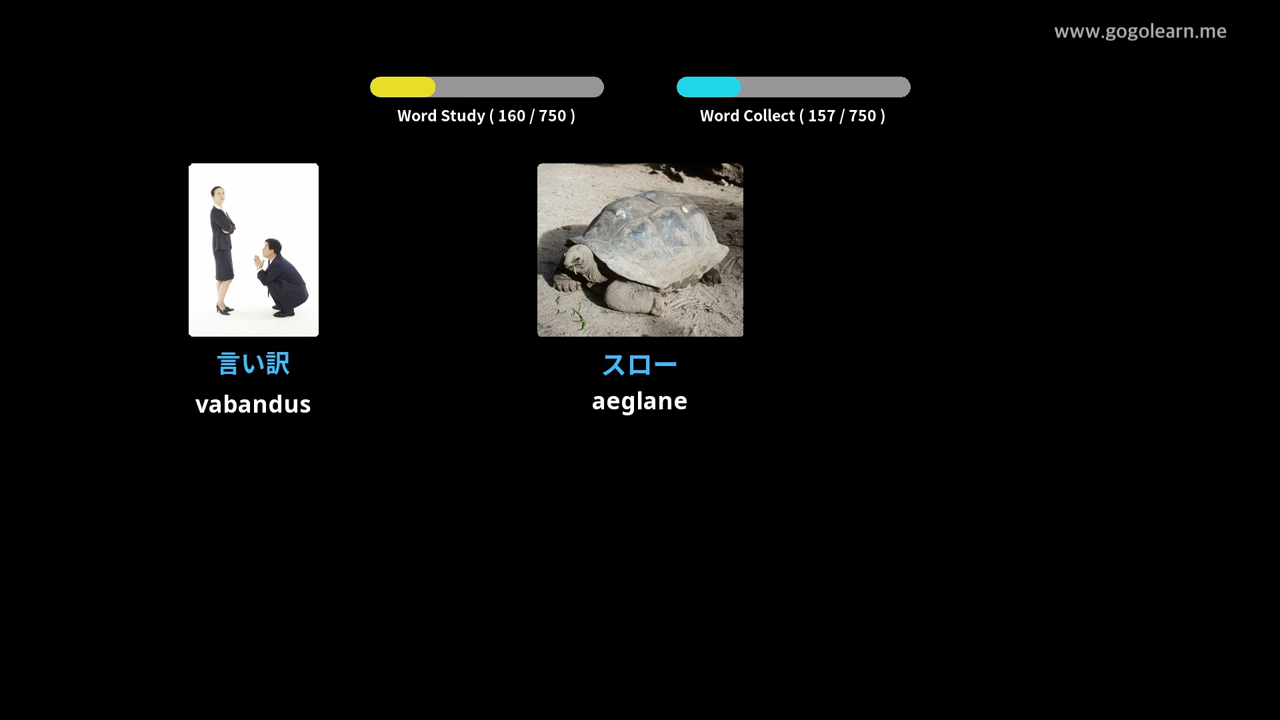 www.gogolearn.me
Word Study ( 160 / 750 )
Word Collect ( 157 / 750 )
言い訳
vabandus
スロー
aeglane